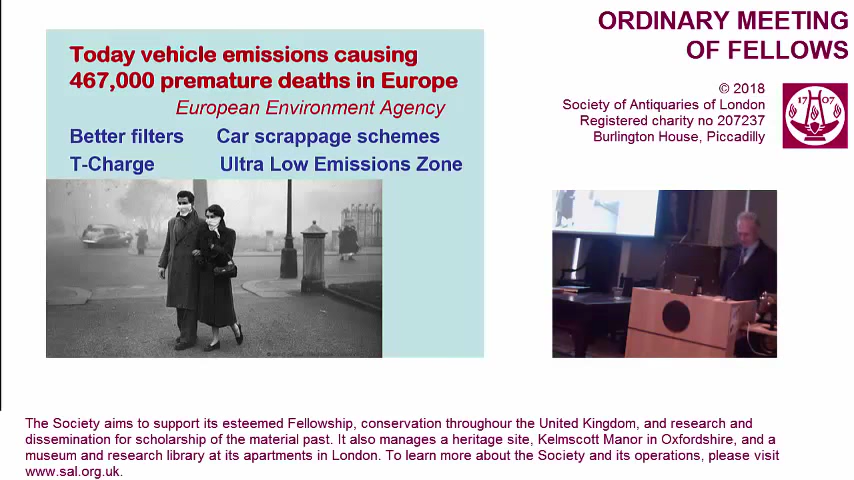 Today vehicle emissions causing
467,000 premature deaths in Europe
European Environment Agency
Better filters Car scrappage schemes
T-Charge Ultra Low Emissions Zone
ORDINARY MEETING
OF FELLOWS
© 2018
Society of Antiquaries of London
Registered charity no 207237
Burlington House, Piccadilly
1707
The Society aims to support its esteemed Fellowship, conservation throughour the United Kingdom, and research and
dissemination for scholarship of the material past. It also manages a heritage site, Kelmscott Manor in Oxfordshire, and a
museum and research library at its apartments in London. To learn more about the Society and its operations, please visit
www.sal.org.uk.